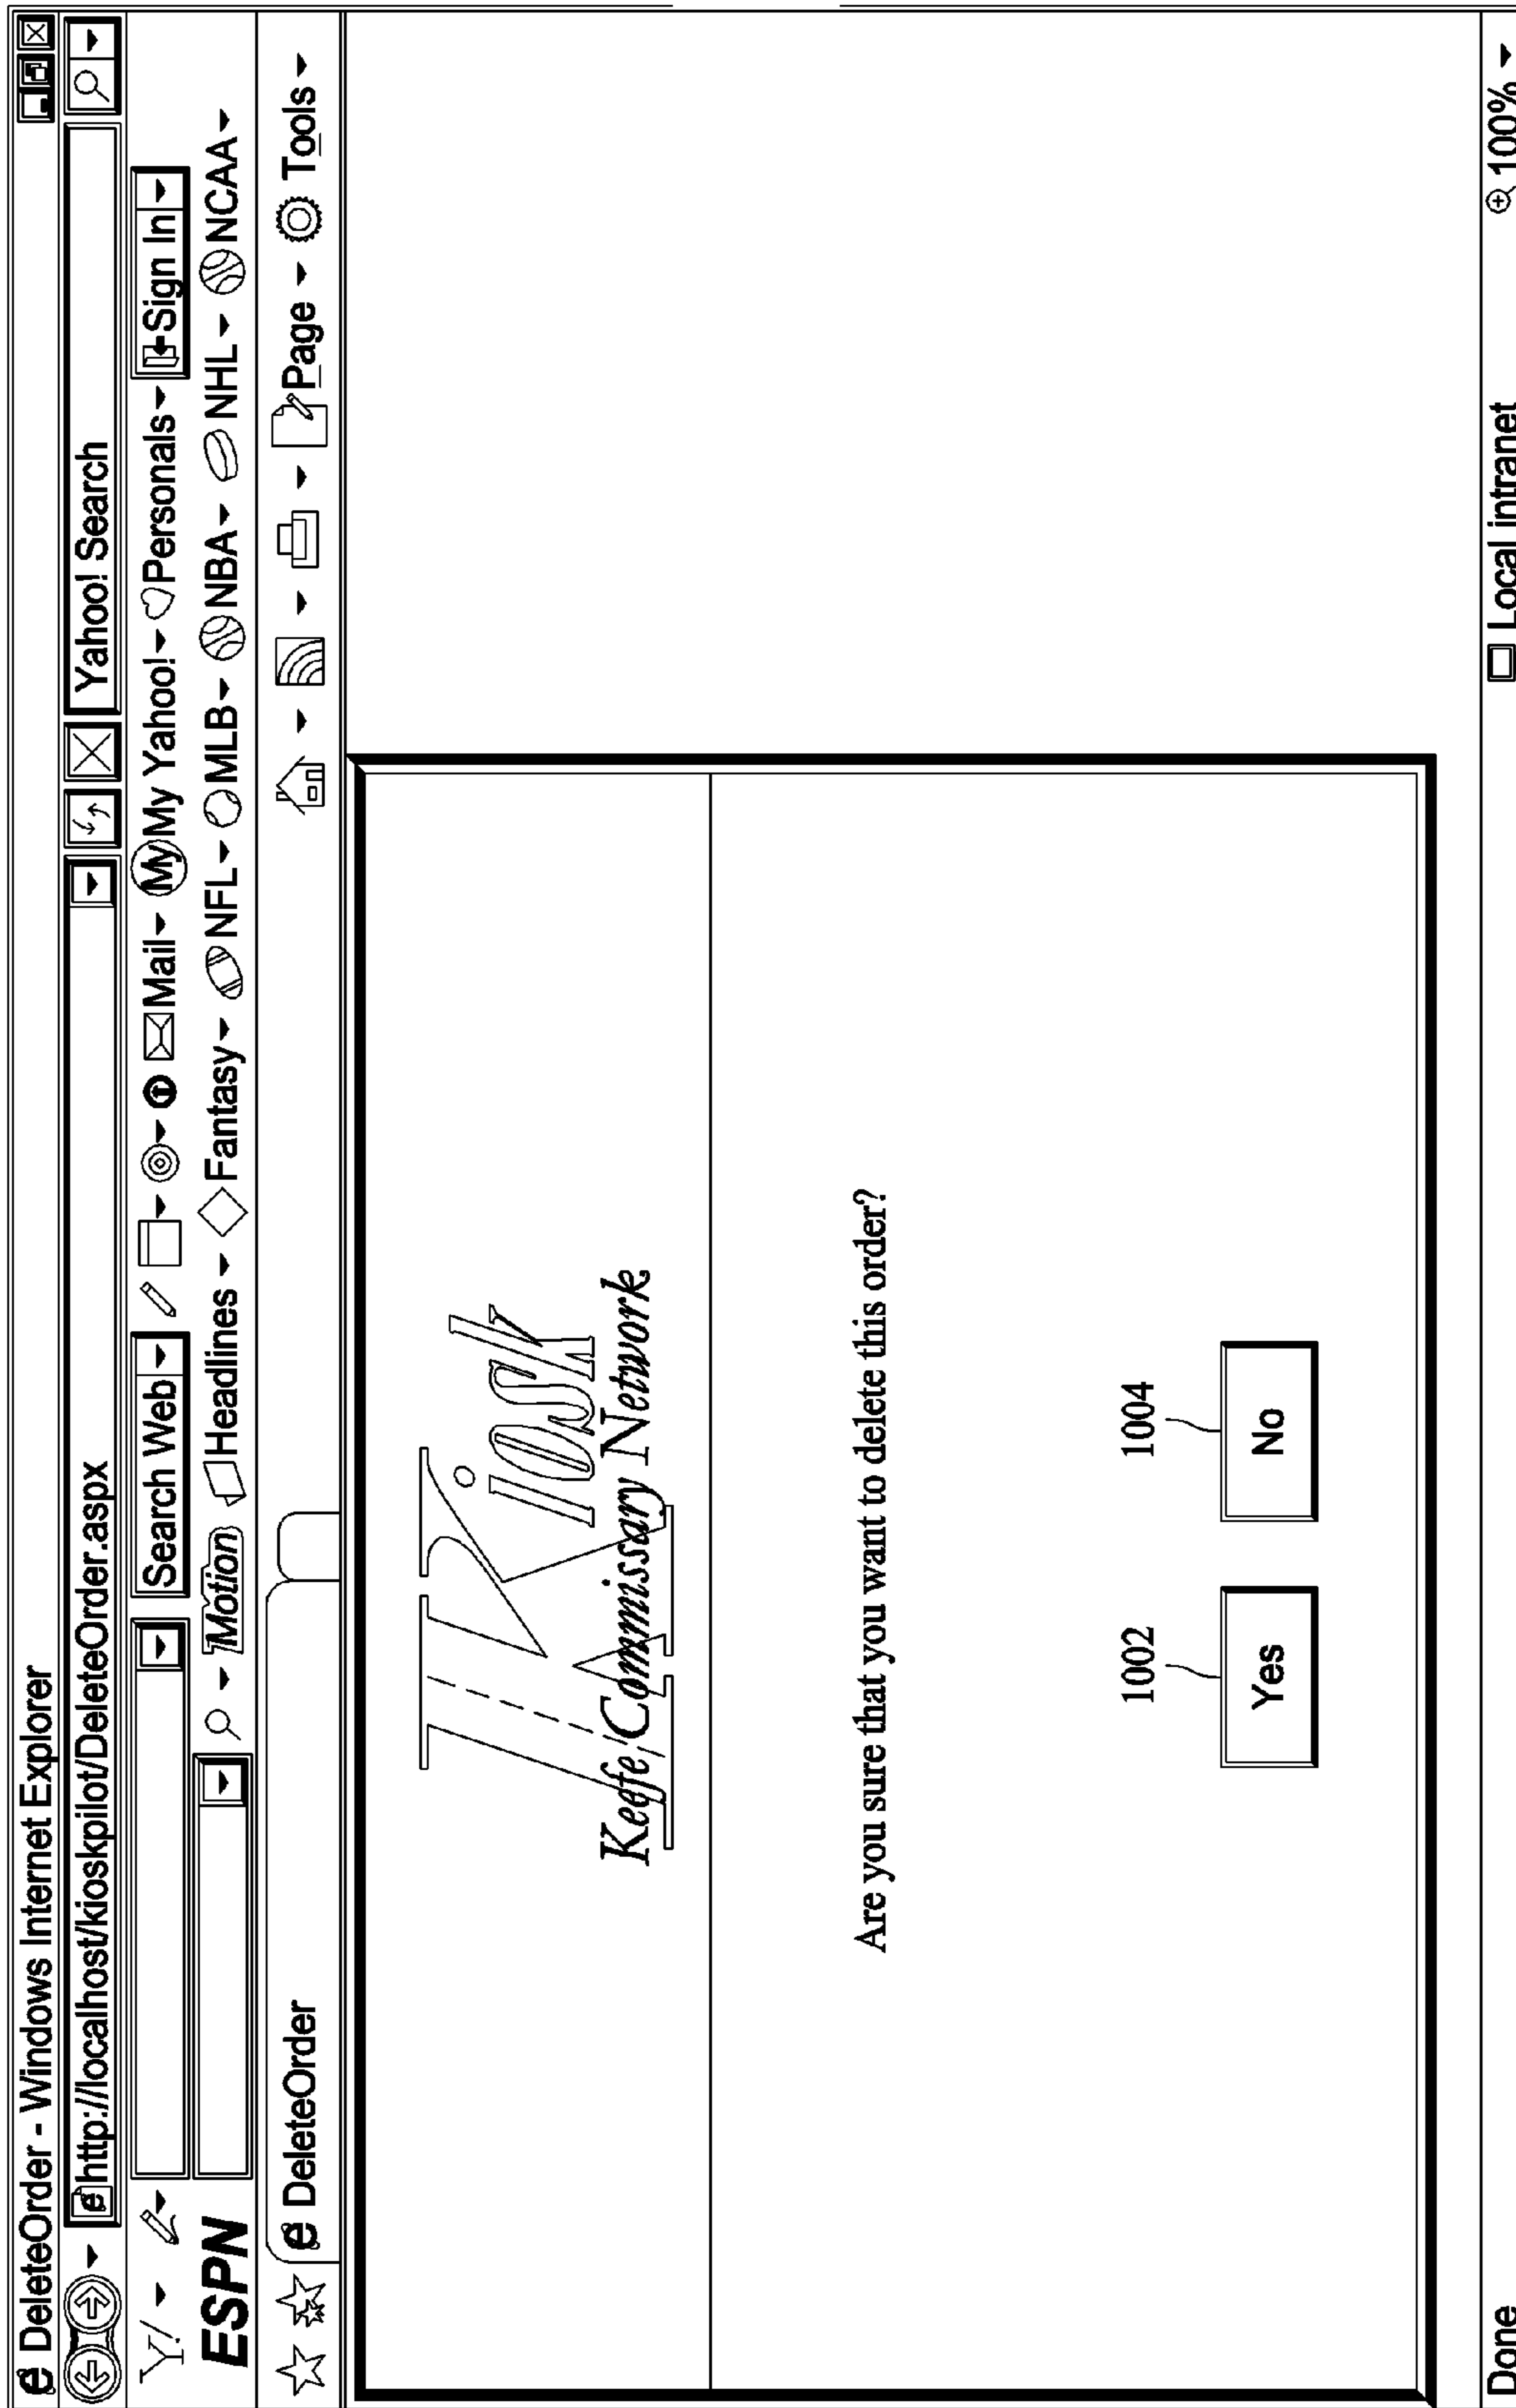 DeleteOrder - Windows Internet Explorer
http://localhost/kioskpilot/DeleteOrder.aspx Yahoo! Search
Y! Search Web Mail My My Yahoo! Personals Sign In
ESPN Motion Headlines Fantasy NFL MLB NBA NHL NCAA
DeleteOrder Page Tools
Kiosk
Keefe Commissary Network
Are you sure that you want to delete this order?
1002 1004
Yes No
Done Local intranet 100%